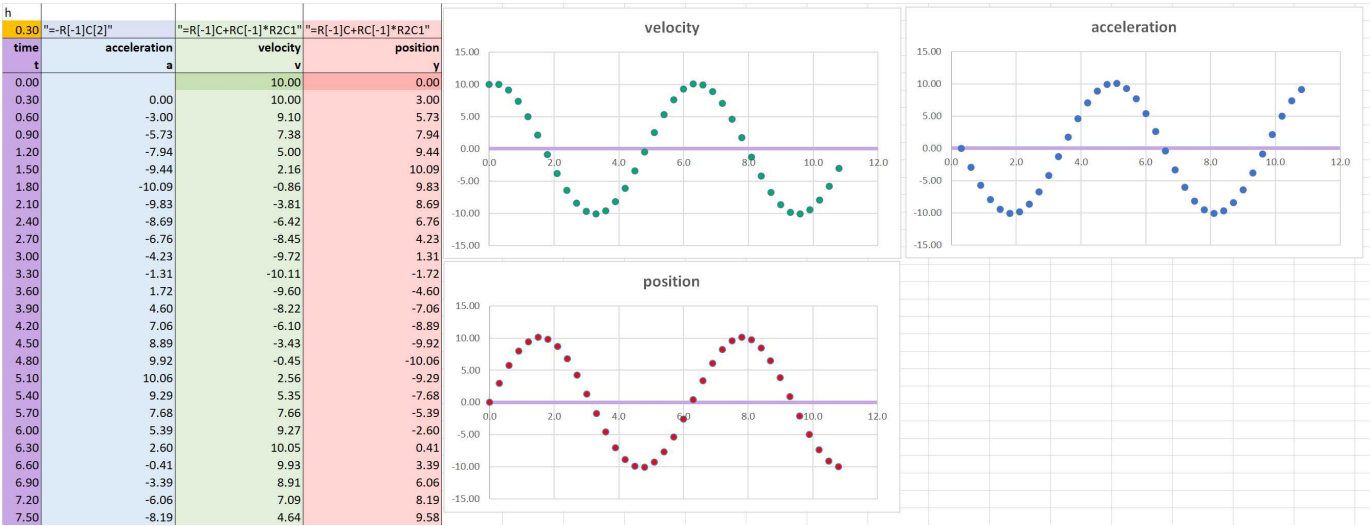 h
0.30 "=-R[-1]C[2]" "=R[-1]C+RC[-1]*R2C1" "=R[-1]C+RC[-1]*R2C1"
time acceleration velocity position
t a v y
0.00 10.00 0.00
0.30 0.00 10.00 3.00
0.60 -3.00 9.10 5.73
0.90 -5.73 7.38 7.94
1.20 -7.94 5.00 9.44
1.50 -9.44 2.16 10.09
1.80 -10.09 -0.86 9.83
2.10 -9.83 -3.81 8.69
2.40 -8.69 -6.42 6.76
2.70 -6.76 -8.45 4.23
3.00 -4.23 -9.72 1.31
3.30 -1.31 -10.11 -1.72
3.60 1.72 -9.60 -4.60
3.90 4.60 -8.22 -7.06
4.20 7.06 -6.10 -8.89
4.50 8.89 -3.43 -9.92
4.80 9.92 -0.45 -10.06
5.10 10.06 2.56 -9.29
5.40 9.29 5.35 -7.68
5.70 7.68 7.66 -5.39
6.00 5.39 9.27 -2.60
6.30 2.60 10.05 0.41
6.60 -0.41 9.93 3.39
6.90 -3.39 8.91 6.06
7.20 -6.06 7.09 8.19
7.50 -8.19 4.64 9.58
velocity
15.00
10.00
5.00
0.00
0.0 2.0 4.0 6.0 8.0 10.0 12.0
-5.00
-10.00
-15.00
acceleration
15.00
10.00
5.00
0.00
0.0 2.0 4.0 6.0 8.0 10.0 12.0
-5.00
-10.00
-15.00
position
15.00
10.00
5.00
0.00
0.0 2.0 4.0 6.0 8.0 10.0 12.0
-5.00
-10.00
-15.00